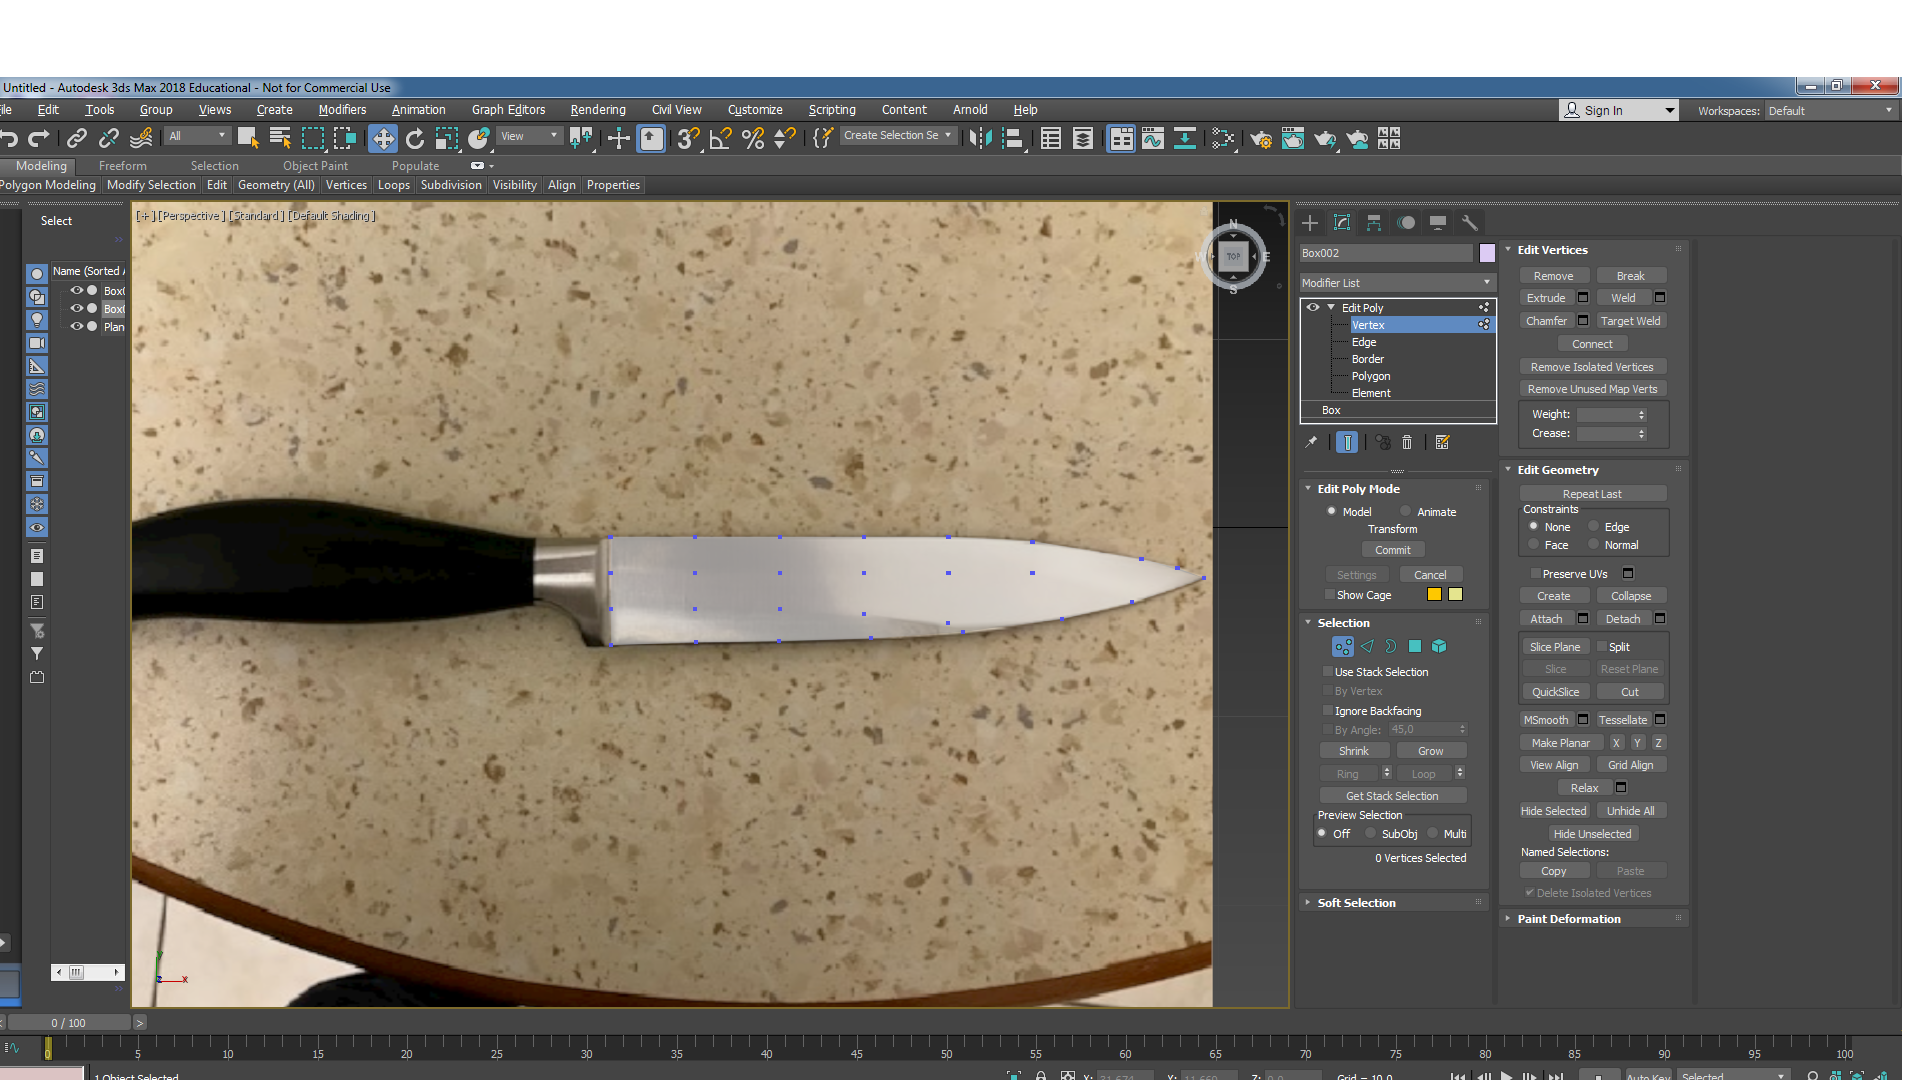 Untitled - Autodesk 3ds Max 2018 Educational - Not for Commercial Use
ile Edit Tools Group Views Create Modifiers Animation Graph Editors Rendering Civil View Customize Scripting Content Arnold Help
Sign In Workspaces: Default
All View Create Selection Se
Modeling Freeform Selection Object Paint Populate
Polygon Modeling Modify Selection Edit Geometry (All) Vertices Loops Subdivision Visibility Align Properties
Select
Name (Sorted A
Box0
Box0
Plan
[+] [Perspective] [Standard] [Default Shading]
N
W TOP E
S
x
Box002
Modifier List
Edit Poly
Vertex
Edge
Border
Polygon
Element
Box
Edit Poly Mode
Model Animate
Transform
Commit
Settings Cancel
Show Cage
Selection
Use Stack Selection
By Vertex
Ignore Backfacing
By Angle: 45,0
Shrink Grow
Ring Loop
Get Stack Selection
Preview Selection
Off SubObj Multi
0 Vertices Selected
Soft Selection
Edit Vertices
Remove Break
Extrude Weld
Chamfer Target Weld
Connect
Remove Isolated Vertices
Remove Unused Map Verts
Weight:
Crease:
Edit Geometry
Repeat Last
Constraints
None Edge
Face Normal
Preserve UVs
Create Collapse
Attach Detach
Slice Plane Split
Slice Reset Plane
QuickSlice Cut
MSmooth Tessellate
Make Planar X Y Z
View Align Grid Align
Relax
Hide Selected Unhide All
Hide Unselected
Named Selections:
Copy Paste
Delete Isolated Vertices
Paint Deformation
< 0 / 100 >
0 5 10 15 20 25 30 35 40 45 50 55 60 65 70 75 80 85 90 95 100
1 Object Selected X: 31,674 Y: 11,660 Z: 0,0 Grid = 10,0 Auto Key Selected